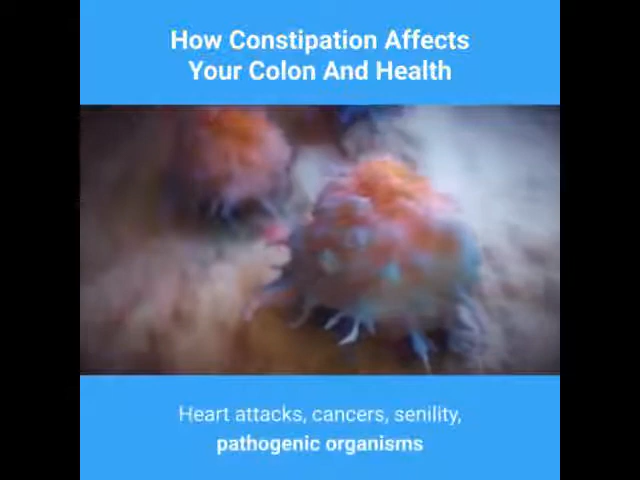 How Constipation Affects
Your Colon And Health
Heart attacks, cancers, senility,
pathogenic organisms